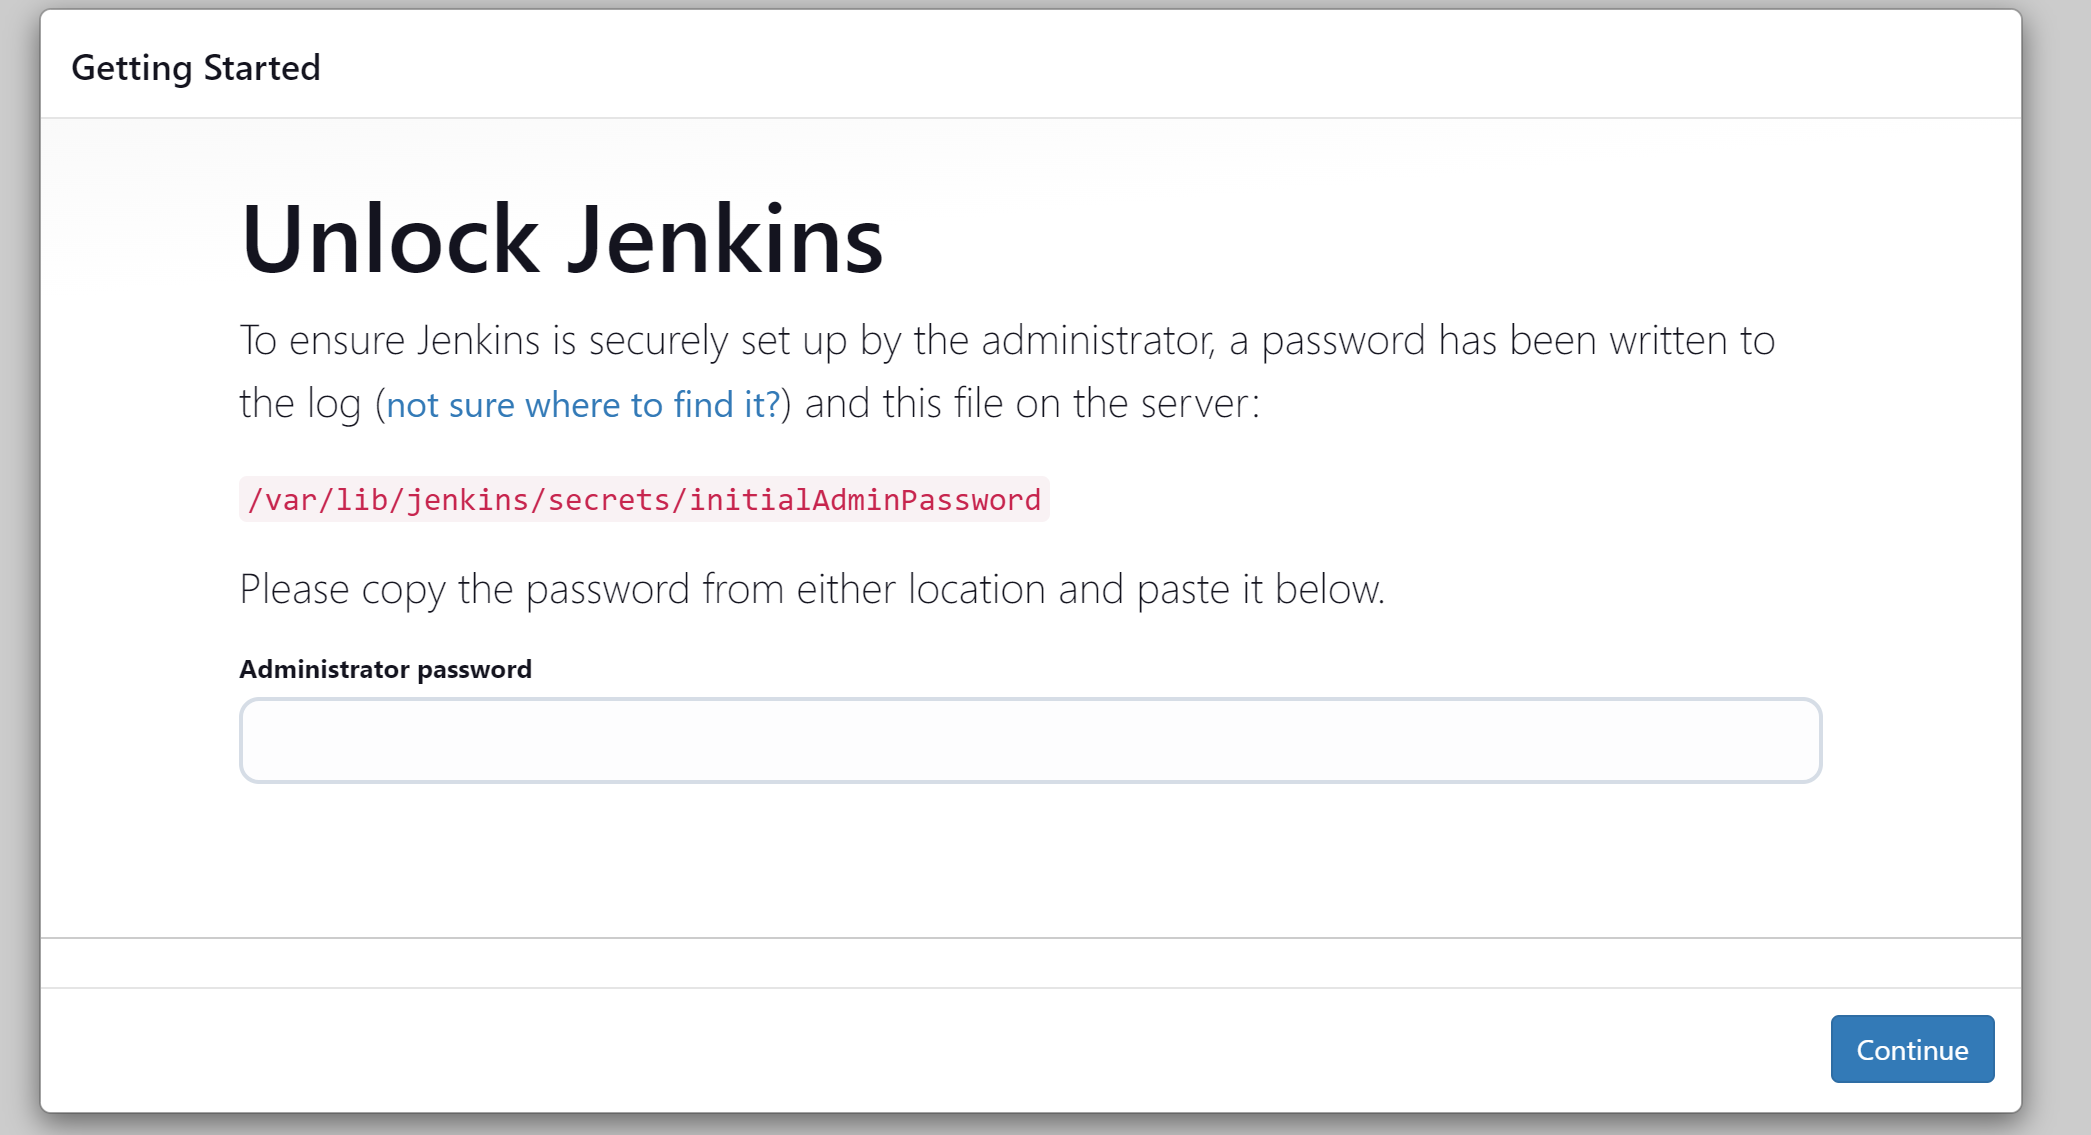 Getting Started
Unlock Jenkins
To ensure Jenkins is securely set up by the administrator, a password has been written to
the log (not sure where to find it?) and this file on the server:
/var/lib/jenkins/secrets/initialAdminPassword
Please copy the password from either location and paste it below.
Administrator password
Continue